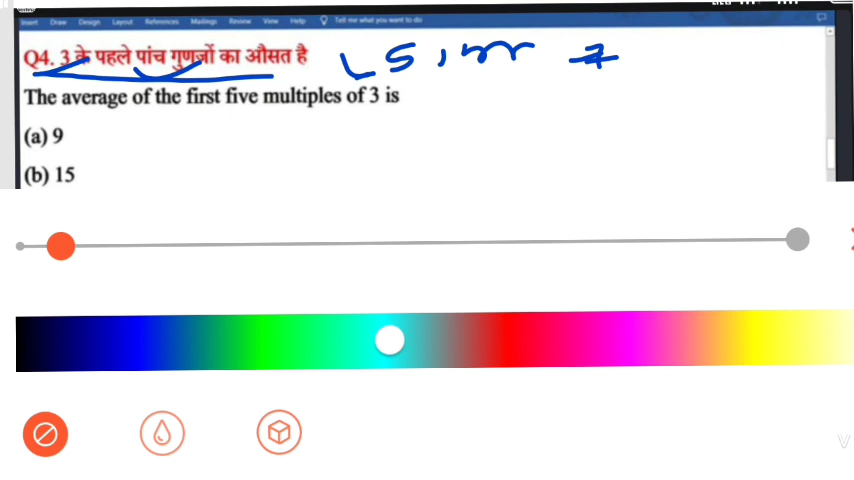 Insert Draw Design Layout References Mailings Review View Help Tell me what you want to do
Q4. 3 के पहले पांच गुणजों का औसत है
The average of the first five multiples of 3 is
(a) 9
(b) 15